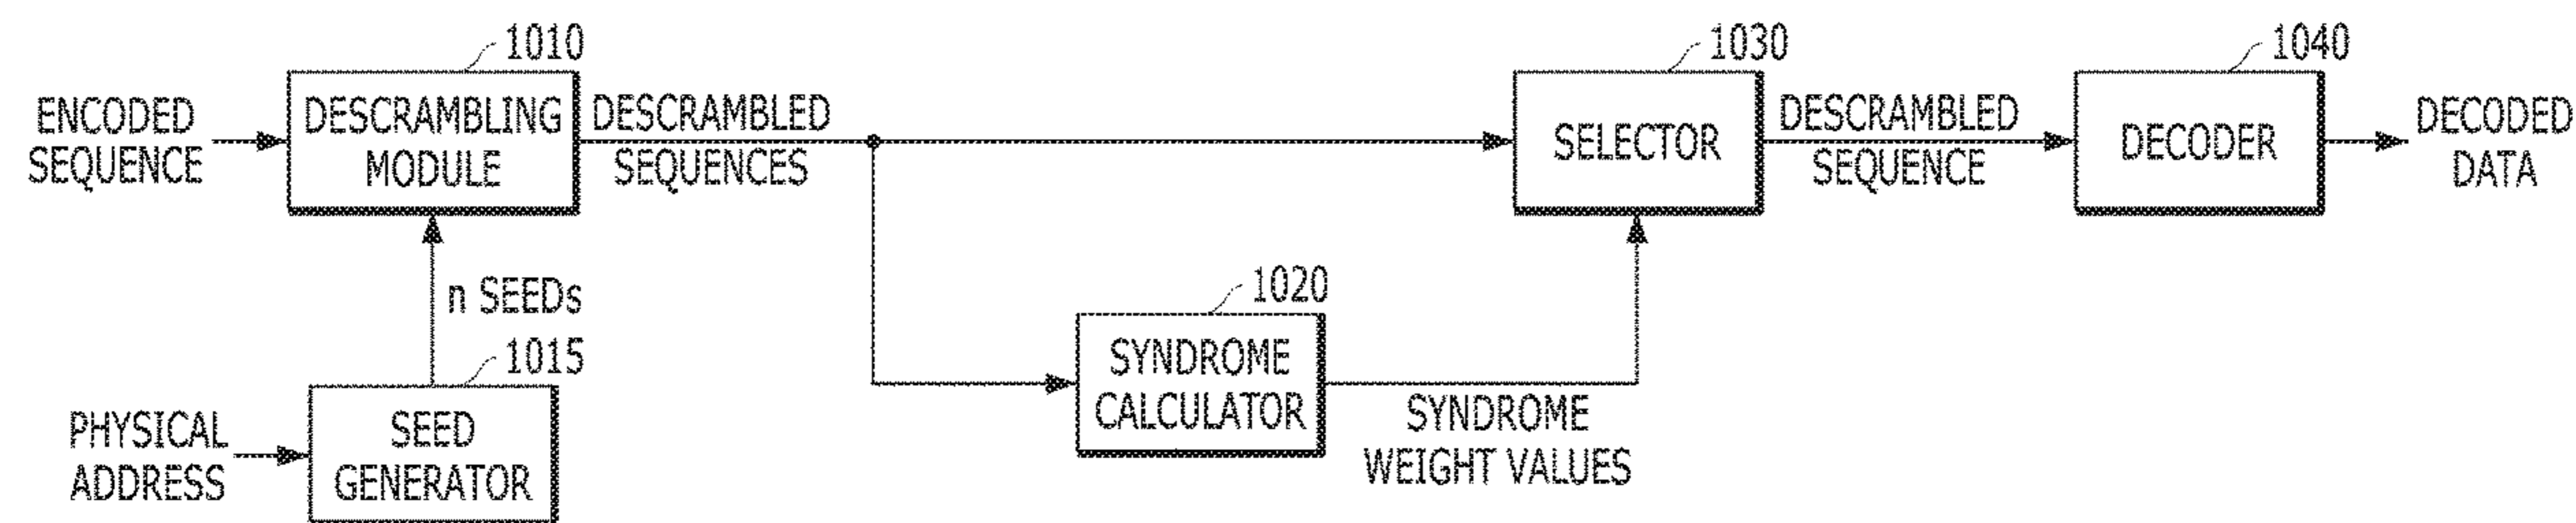 1010
1030
1040
ENCODED
SEQUENCE
DESCRAMBLING
MODULE
DESCRAMBLED
SEQUENCES
SELECTOR
DESCRAMBLED
SEQUENCE
DECODER
DECODED
DATA
n SEEDs
1020
1015
SYNDROME
CALCULATOR
PHYSICAL
ADDRESS
SEED
GENERATOR
SYNDROME
WEIGHT VALUES